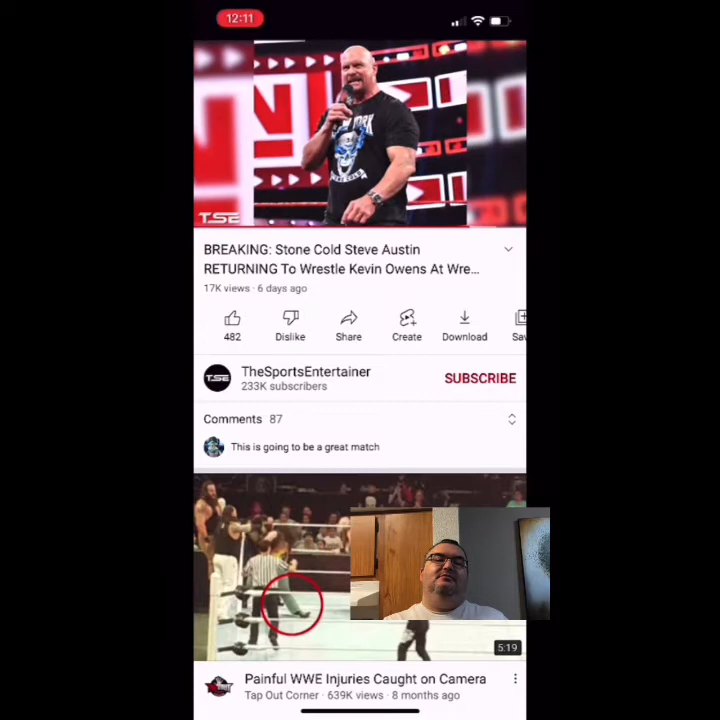 12:11
TSE
BREAKING: Stone Cold Steve Austin
RETURNING To Wrestle Kevin Owens At Wre...
17K views · 6 days ago
482
Dislike
Share
Create
Download
Sav
TSE
TheSportsEntertainer
233K subscribers
SUBSCRIBE
Comments 87
This is going to be a great match
5:19
Painful WWE Injuries Caught on Camera
Tap Out Corner · 639K views · 8 months ago